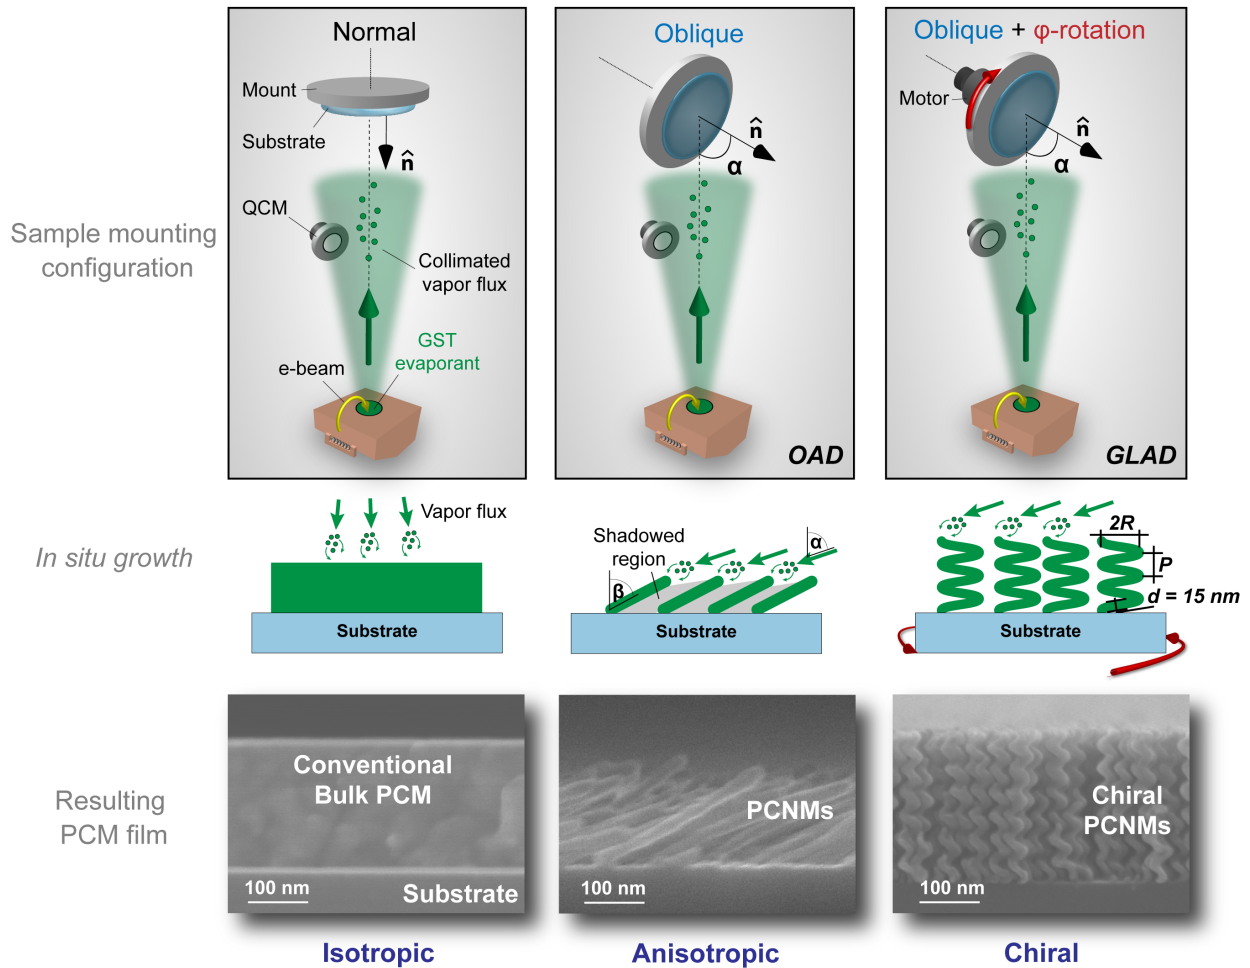 Normal
Mount
Substrate
n̂
QCM
Collimated
vapor flux
GST
evaporant
e-beam
Oblique
n̂
α
OAD
Oblique + φ-rotation
Motor
n̂
α
GLAD
Sample mounting
configuration
Vapor flux
Substrate
Shadowed
region
α
β
Substrate
2R
P
d = 15 nm
Substrate
In situ growth
Conventional
Bulk PCM
100 nm
Substrate
PCNMs
100 nm
Chiral
PCNMs
100 nm
Resulting
PCM film
Isotropic
Anisotropic
Chiral